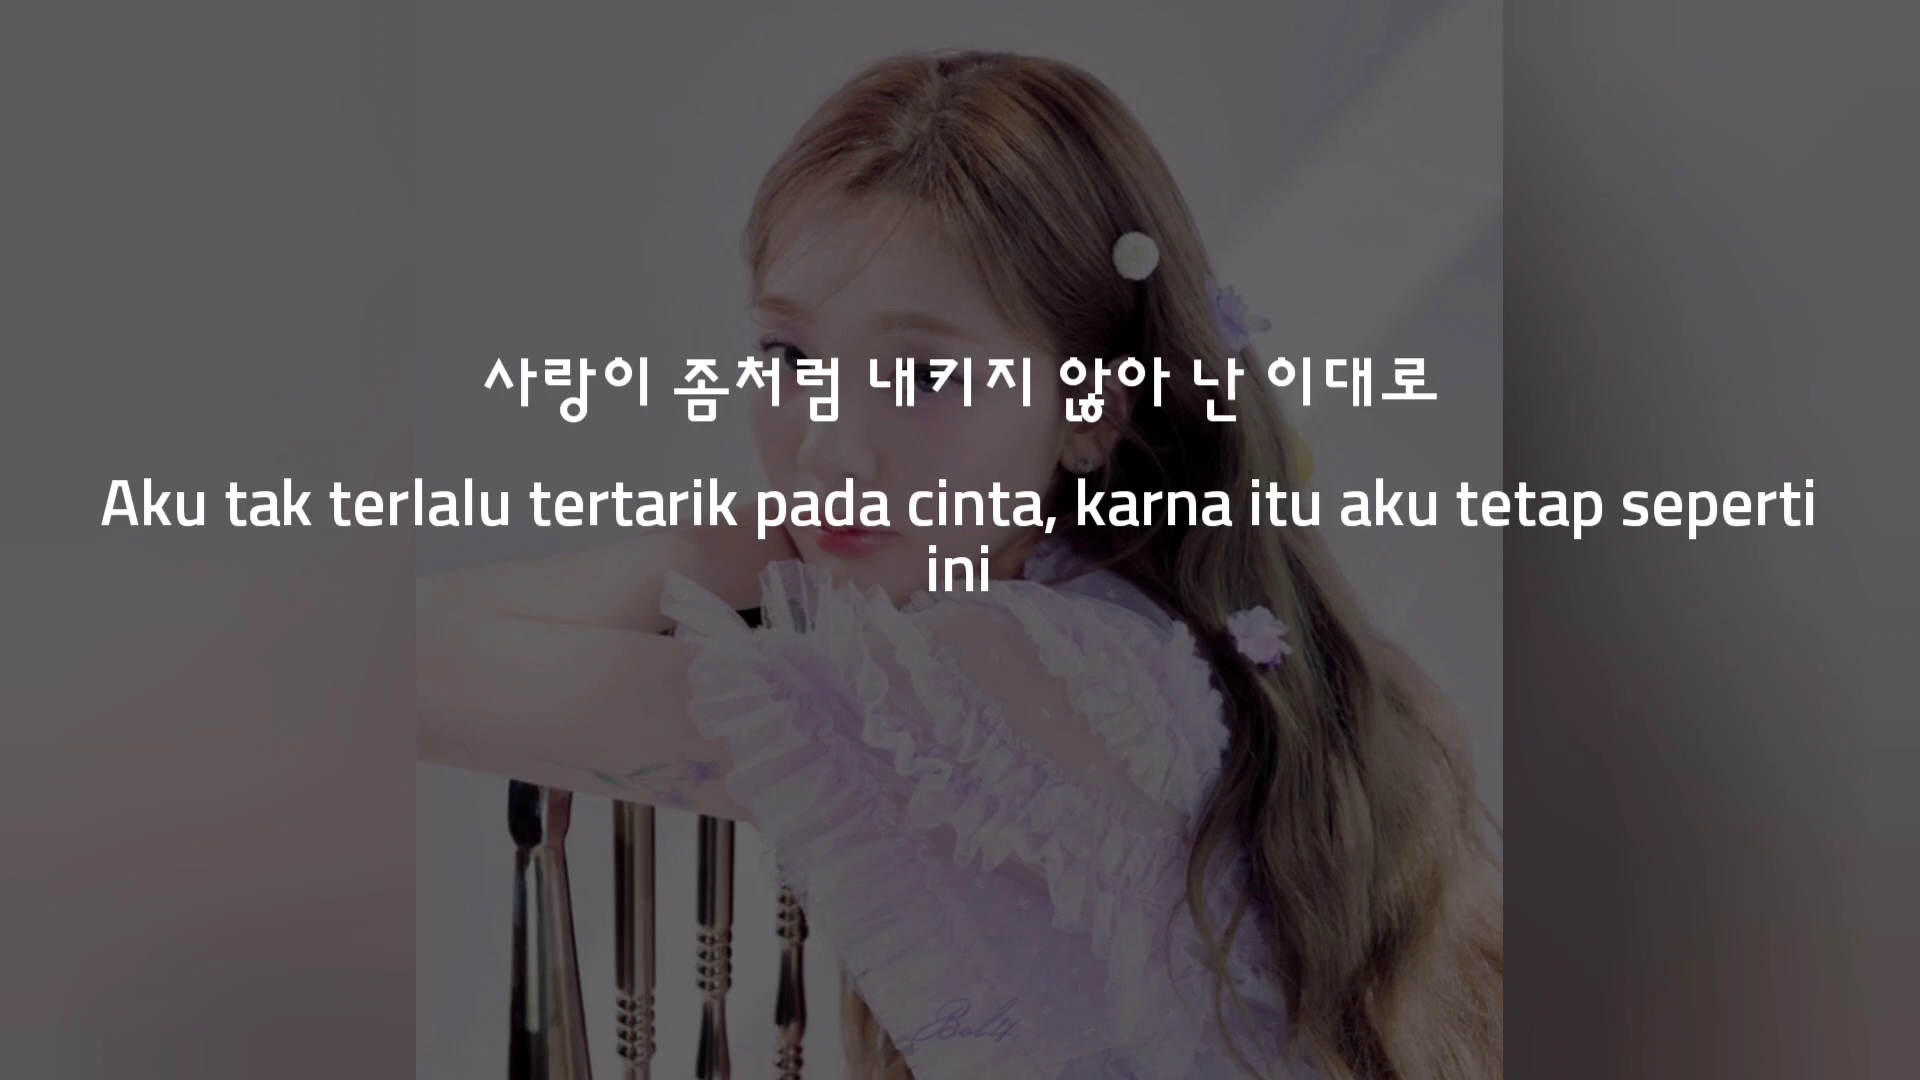 사랑이 좀처럼 내키지 않아 난 이대로
Aku tak terlalu tertarik pada cinta, karna itu aku tetap seperti
ini
Bol4